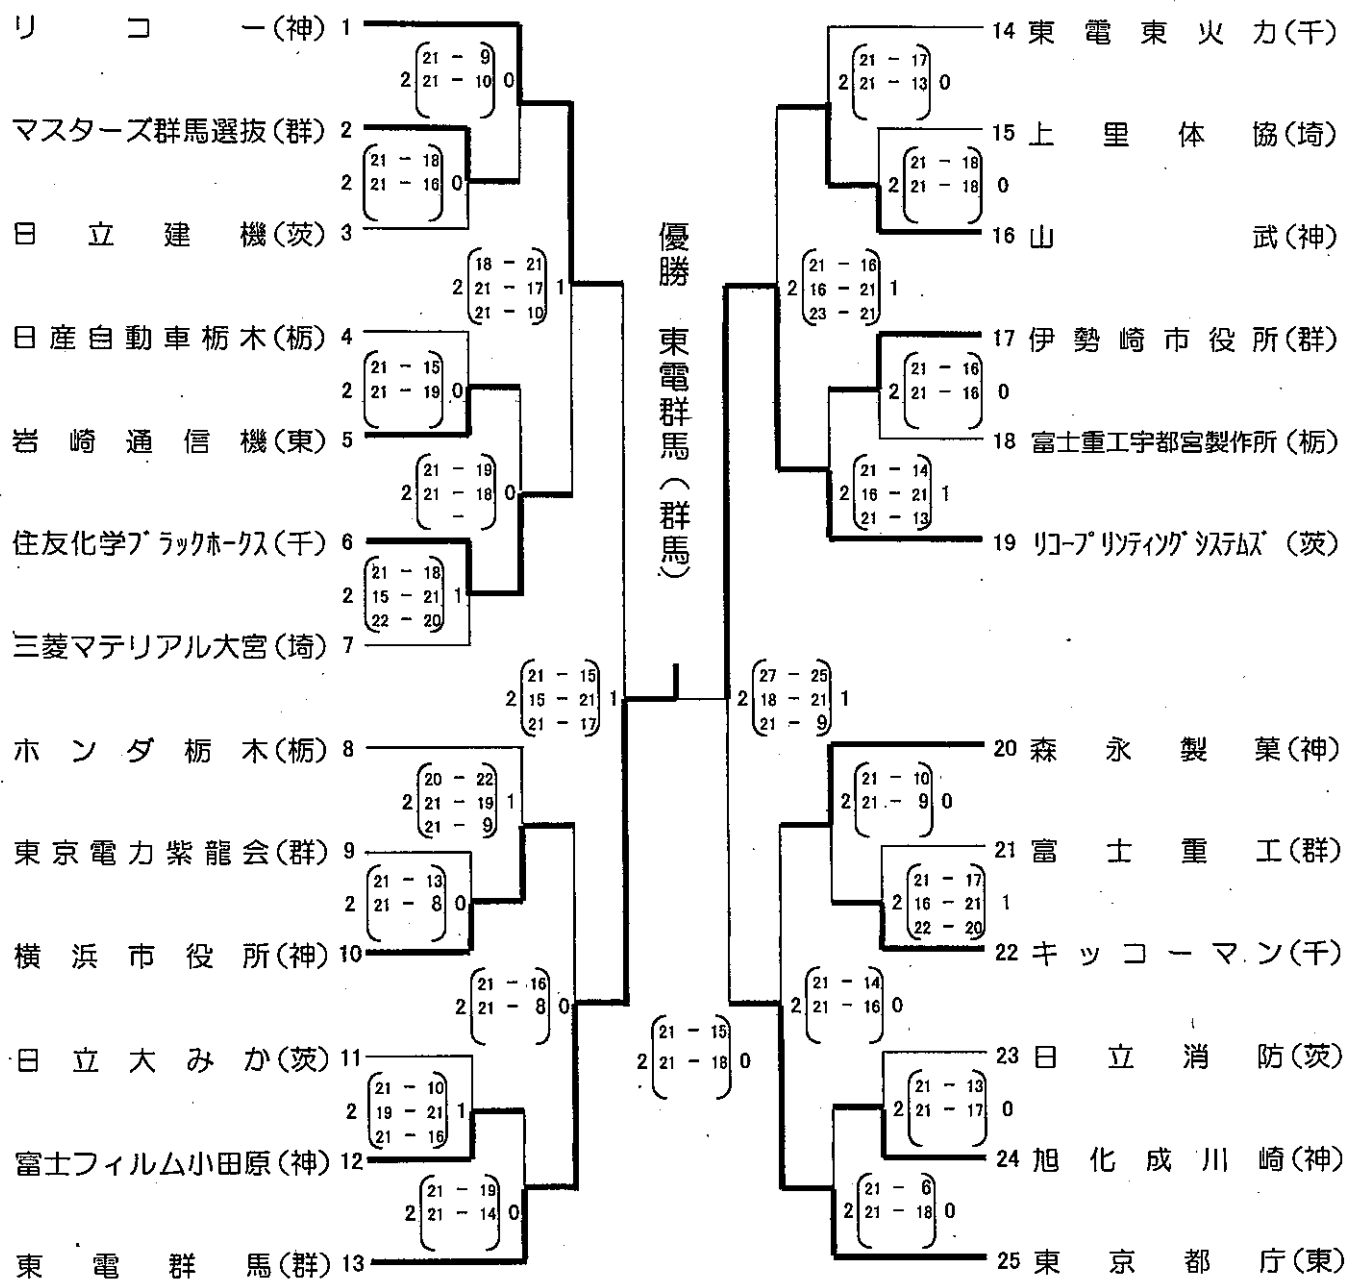 リコー(神) 1
21 - 9
2 21 - 10 0
マスターズ群馬選抜(群) 2
21 - 18
2 21 - 16 0
日立建機(茨) 3
18 - 21
2 21 - 17 1
21 - 10
日産自動車栃木(栃) 4
21 - 15
2 21 - 19 0
岩崎通信機(東) 5
21 - 19
2 21 - 18 0
-
住友化学ブラックホークス(千) 6
21 - 18
2 15 - 21 1
22 - 20
三菱マテリアル大宮(埼) 7
21 - 15
2 15 - 21 1
21 - 17
ホンダ栃木(栃) 8
20 - 22
2 21 - 19 1
21 - 9
東京電力紫龍会(群) 9
21 - 13
2 21 - 8 0
横浜市役所(神) 10
21 - 16
2 21 - 8 0
日立大みか(茨) 11
21 - 10
2 19 - 21 1
21 - 16
富士フィルム小田原(神) 12
21 - 19
2 21 - 14 0
東電群馬(群) 13
優勝 東電群馬(群馬)
21 - 15
2 21 - 18 0
14 東電東火力(千)
21 - 17
2 21 - 13 0
15 上里体協(埼)
21 - 18
2 21 - 18 0
16 山武(神)
21 - 16
2 16 - 21 1
23 - 21
17 伊勢崎市役所(群)
21 - 16
2 21 - 16 0
18 富士重工宇都宮製作所(栃)
21 - 14
2 16 - 21 1
21 - 13
19 リコープリンティングシステムズ(茨)
27 - 25
2 18 - 21 1
21 - 9
20 森永製菓(神)
21 - 10
2 21 - 9 0
21 富士重工(群)
21 - 17
2 16 - 21 1
22 - 20
22 キッコーマン(千)
21 - 14
2 21 - 16 0
23 日立消防(茨)
21 - 13
2 21 - 17 0
24 旭化成川崎(神)
21 - 6
2 21 - 18 0
25 東京都庁(東)